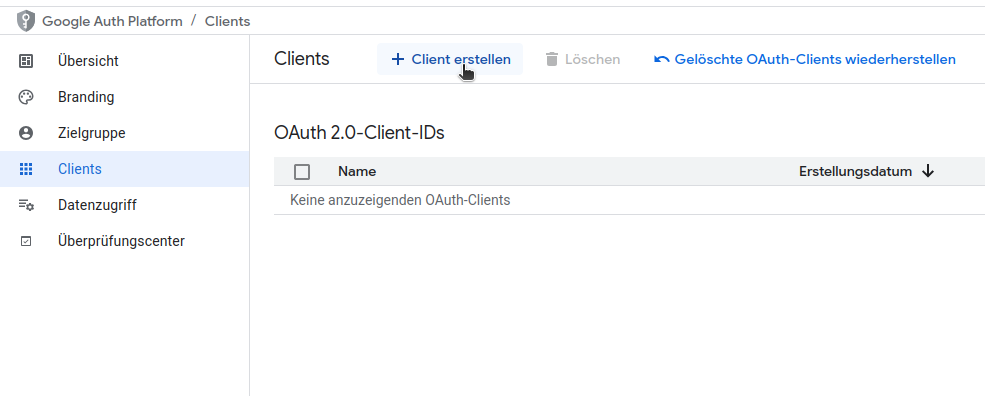 Google Auth Platform / Clients
Übersicht
Branding
Zielgruppe
Clients
Datenzugriff
Überprüfungscenter
Clients + Client erstellen Löschen Gelöschte OAuth-Clients wiederherstellen
OAuth 2.0-Client-IDs
Name Erstellungsdatum
Keine anzuzeigenden OAuth-Clients